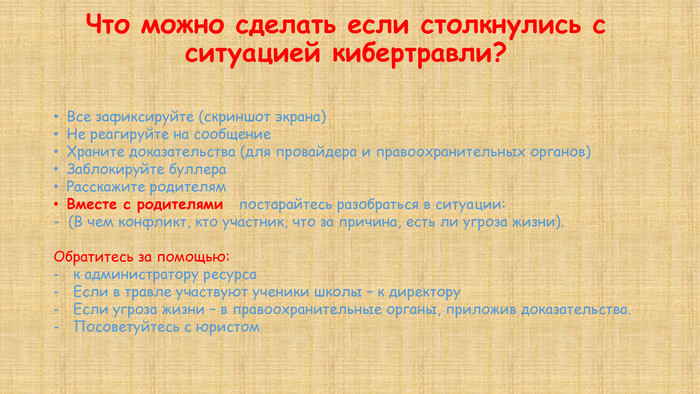 Что можно сделать если столкнулись с
ситуацией кибертравли?
• Все зафиксируйте (скриншот экрана)
• Не реагируйте на сообщение
• Храните доказательства (для провайдера и правоохранительных органов)
• Заблокируйте буллера
• Расскажите родителям
• Вместе с родителями постарайтесь разобраться в ситуации:
- (В чем конфликт, кто участник, что за причина, есть ли угроза жизни).
Обратитесь за помощью:
- к администратору ресурса
- Если в травле участвуют ученики школы – к директору
- Если угроза жизни – в правоохранительные органы, приложив доказательства.
- Посоветуйтесь с юристом